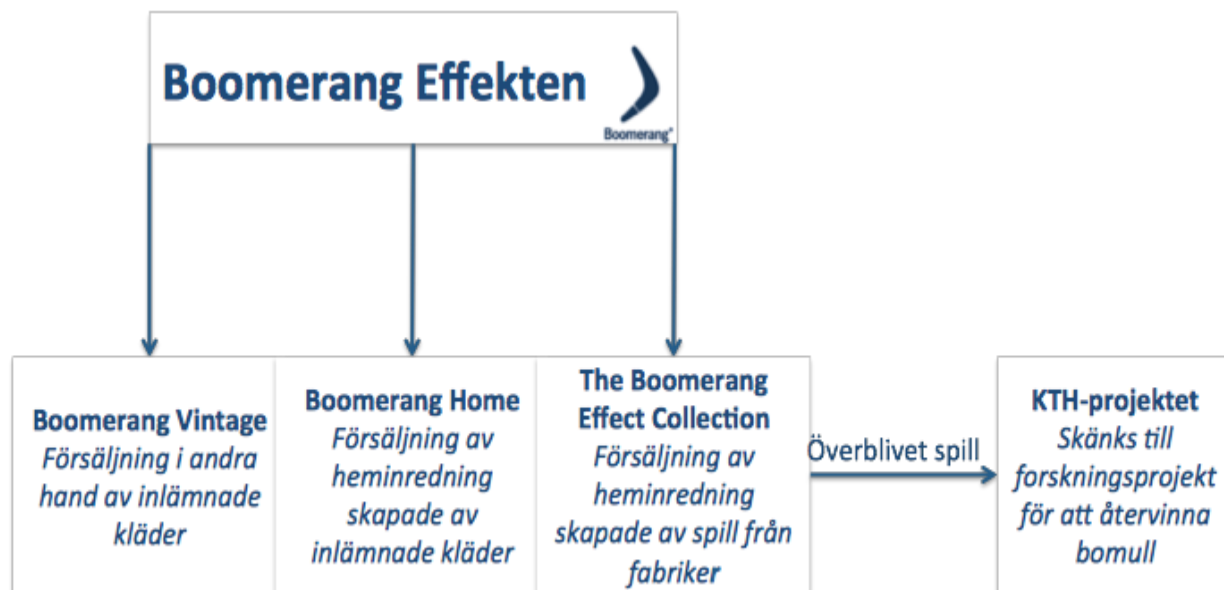 Boomerang Effekten
Boomerang®
Boomerang Vintage
Försäljning i andra
hand av inlämnade
kläder
Boomerang Home
Försäljning av
heminredning
skapade av
inlämnade kläder
The Boomerang
Effect Collection
Försäljning av
heminredning
skapade av spill från
fabriker
Överblivet spill
KTH-projektet
Skänks till
forskningsprojekt
för att återvinna
bomull